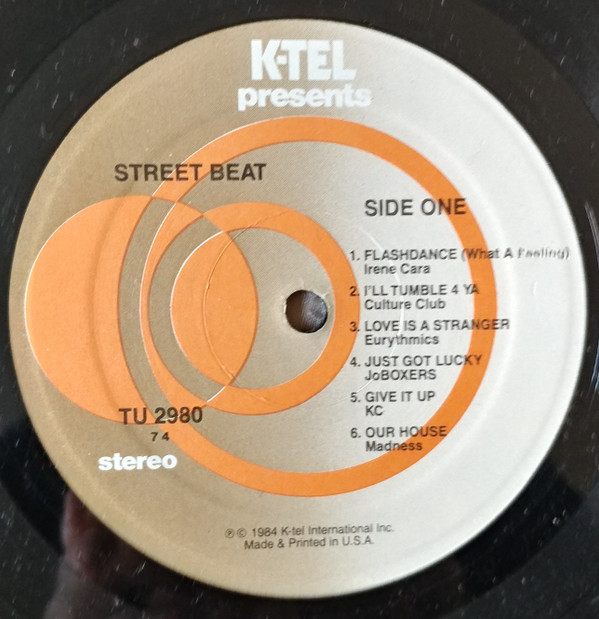 K-TEL
presents
STREET BEAT
SIDE ONE
1. FLASHDANCE (What A Feeling)
Irene Cara
2. I'LL TUMBLE 4 YA
Culture Club
3. LOVE IS A STRANGER
Eurythmics
4. JUST GOT LUCKY
JoBOXERS
5. GIVE IT UP
KC
6. OUR HOUSE
Madness
TU 2980
7 4
stereo
℗ © 1984 K-tel International Inc.
Made & Printed in U.S.A.